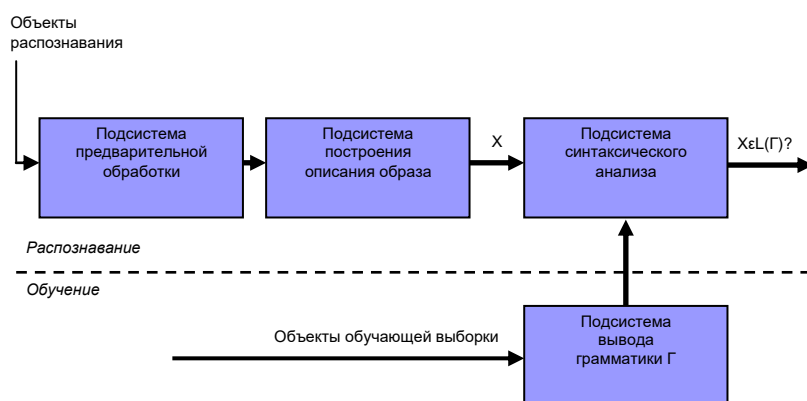 Объекты
распознавания
Подсистема
предварительной
обработки
Подсистема
построения
описания образа
X
Подсистема
синтаксического
анализа
XεL(Г)?
Распознавание
Обучение
Объекты обучающей выборки
Подсистема
вывода
грамматики Г